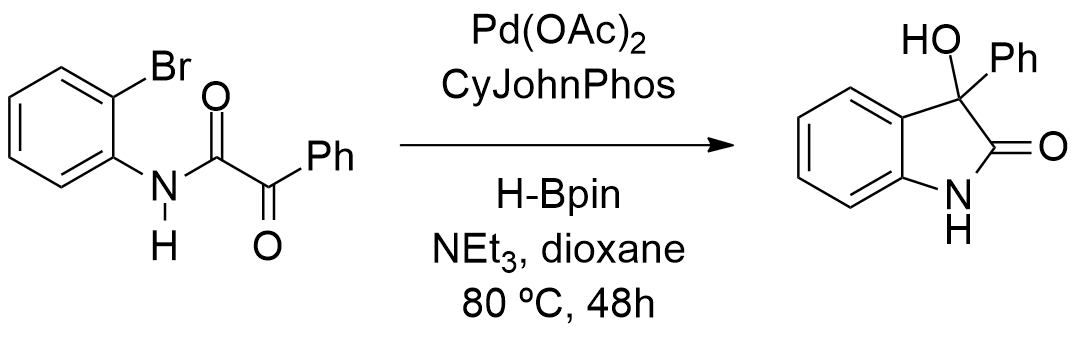 Br
O
Ph
N
H
O
Pd(OAc)₂
CyJohnPhos
H-Bpin
NEt₃, dioxane
80 ºC, 48h
HO
Ph
O
N
H